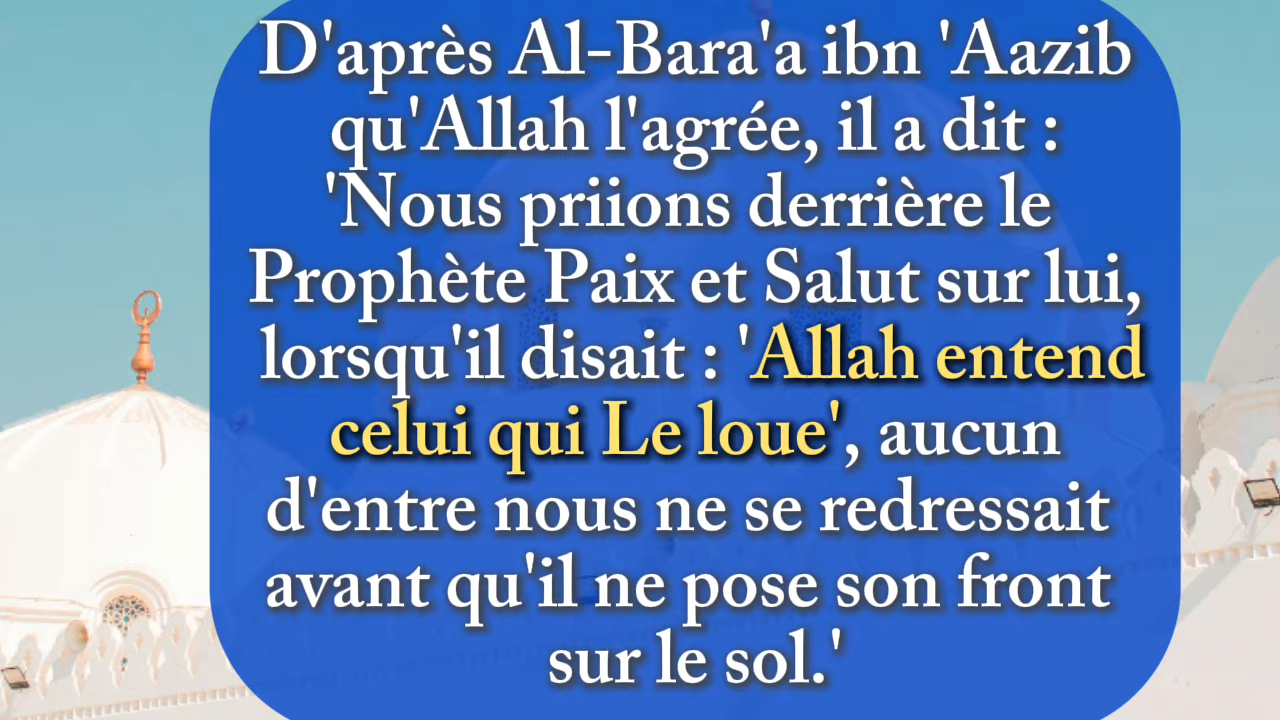 D'après Al-Bara'a ibn 'Aazib
qu'Allah l'agrée, il a dit :
'Nous priions derrière le
Prophète Paix et Salut sur lui,
lorsqu'il disait : 'Allah entend
celui qui Le loue', aucun
d'entre nous ne se redressait
avant qu'il ne pose son front
sur le sol.'